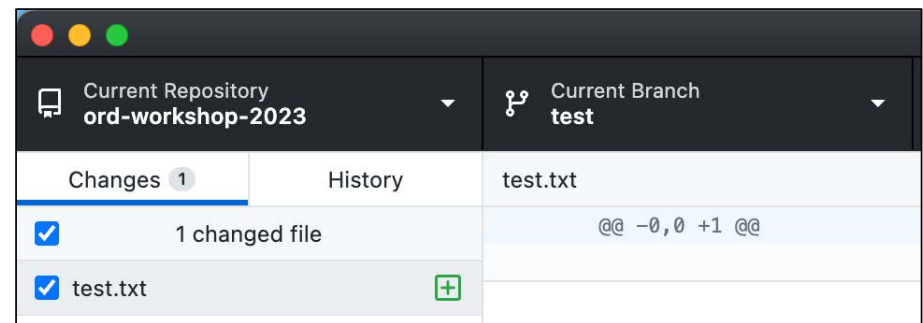 Current Repository
ord-workshop-2023
Current Branch
test
Changes 1
History
test.txt
1 changed file
@@ -0,0 +1 @@
test.txt